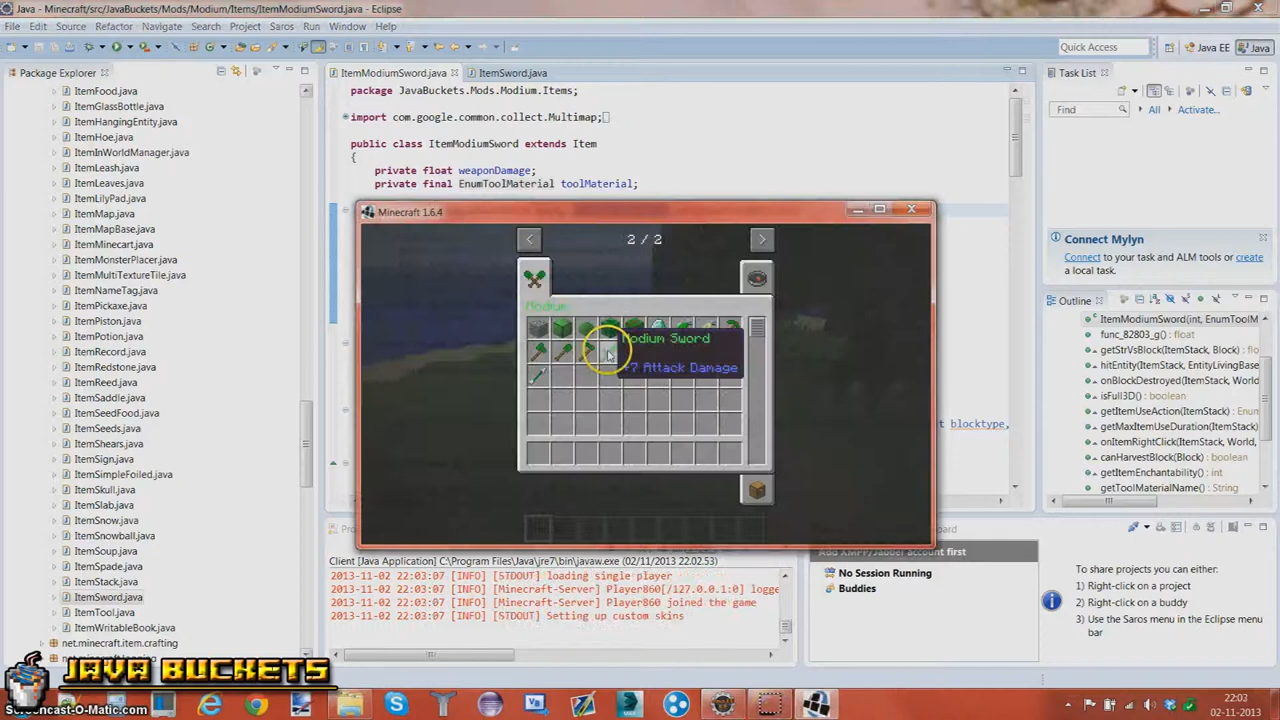 Java - Minecraft/src/JavaBuckets/Mods/Modium/Items/ItemModiumSword.java - Eclipse
File Edit Source Refactor Navigate Search Project Saros Run Window Help
Quick Access
Java EE
Java
Package Explorer
ItemFood.java
ItemGlassBottle.java
ItemHangingEntity.java
ItemHoe.java
ItemInWorldManager.java
ItemLeash.java
ItemLeaves.java
ItemLilyPad.java
ItemMap.java
ItemMapBase.java
ItemMinecart.java
ItemMonsterPlacer.java
ItemMultiTextureTile.java
ItemNameTag.java
ItemPickaxe.java
ItemPiston.java
ItemPotion.java
ItemRecord.java
ItemRedstone.java
ItemReed.java
ItemSaddle.java
ItemSeedFood.java
ItemSeeds.java
ItemShears.java
ItemSign.java
ItemSimpleFoiled.java
ItemSkull.java
ItemSlab.java
ItemSnow.java
ItemSnowball.java
ItemSoup.java
ItemSpade.java
ItemStack.java
ItemSword.java
ItemTool.java
ItemWritableBook.java
net.minecraft.item.crafting
ItemModiumSword.java
ItemSword.java
package JavaBuckets.Mods.Modium.Items;
import com.google.common.collect.Multimap;
public class ItemModiumSword extends Item
{
private float weaponDamage;
private final EnumToolMaterial toolMaterial;
t blocktype,
Minecraft 1.6.4
2 / 2
Modium
Modium Sword
+7 Attack Damage
Client [Java Application] C:\Program Files\Java\jre7\bin\javaw.exe (02/11/2013 22.02.53)
2013-11-02 22:03:07 [INFO] [STDOUT] loading single player
2013-11-02 22:03:07 [INFO] [Minecraft-Server] Player860[/127.0.0.1:0] logge
2013-11-02 22:03:07 [INFO] [Minecraft-Server] Player860 joined the game
2013-11-02 22:03:07 [INFO] [STDOUT] Setting up custom skins
Task List
Find
All
Activate...
Connect Mylyn
Connect to your task and ALM tools or create
a local task.
Outline
ItemModiumSword(int, EnumToolM
func_82803_g() : float
getStrVsBlock(ItemStack, Block)
hitEntity(ItemStack, EntityLivingBas
onBlockDestroyed(ItemStack, Worl
isFull3D() : boolean
getItemUseAction(ItemStack) : Enum
getMaxItemUseDuration(ItemStack)
onItemRightClick(ItemStack, World,
canHarvestBlock(Block) : boolean
getItemEnchantability() : int
getToolMaterialName() : String
Add XMPP/Jabber account first
No Session Running
Buddies
To share projects you can either:
1) Right-click on a project
2) Right-click on a buddy
3) Use the Saros menu in the Eclipse menu
bar
JAVA BUCKETS
Screencast-O-Matic.com
22:03
02-11-2013